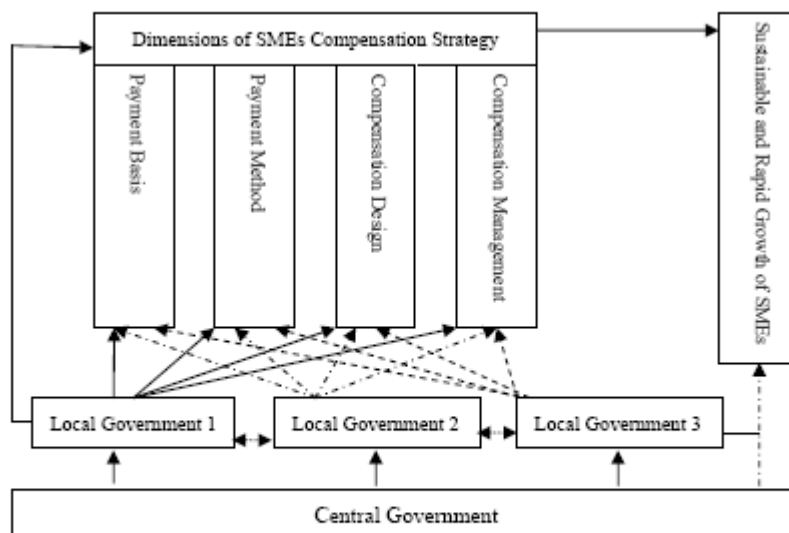 Dimensions of SMEs Compensation Strategy
Payment Basis
Payment Method
Compensation Design
Compensation Management
Sustainable and Rapid Growth of SMEs
Local Government 1
Local Government 2
Local Government 3
Central Government